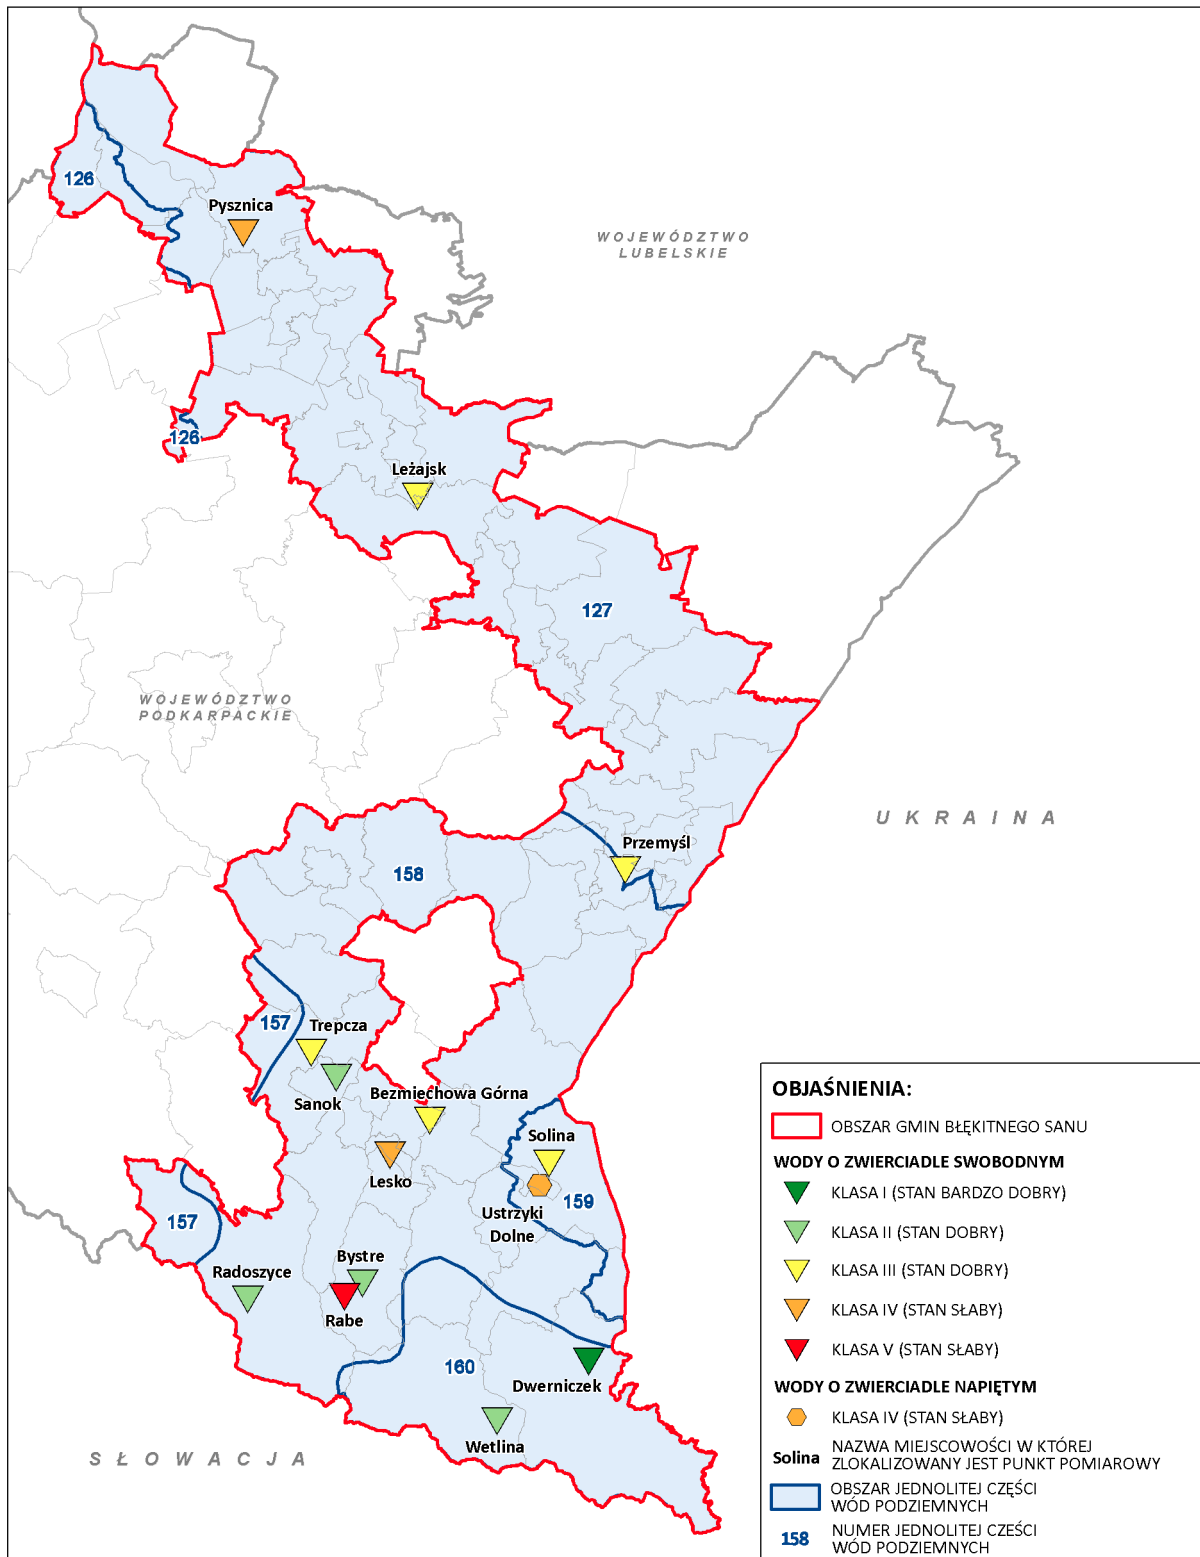 126
Pysznica
WOJEWÓDZTWO
LUBELSKIE
126
Leżajsk
127
WOJEWÓDZTWO
PODKARPACKIE
UKRAINA
Przemyśl
158
157
Trepcza
Sanok
Bezmiechowa Górna
Solina
Lesko
159
Ustrzyki
Dolne
157
Radoszyce
Bystre
Rabe
160
Dwerniczek
Wetlina
SŁOWACJA
OBJAŚNIENIA:
OBSZAR GMIN BŁĘKITNEGO SANU
WODY O ZWIERCIADLE SWOBODNYM
KLASA I (STAN BARDZO DOBRY)
KLASA II (STAN DOBRY)
KLASA III (STAN DOBRY)
KLASA IV (STAN SŁABY)
KLASA V (STAN SŁABY)
WODY O ZWIERCIADLE NAPIĘTYM
KLASA IV (STAN SŁABY)
Solina NAZWA MIEJSCOWOŚCI W KTÓREJ
ZLOKALIZOWANY JEST PUNKT POMIAROWY
OBSZAR JEDNOLITEJ CZĘŚCI
WÓD PODZIEMNYCH
158 NUMER JEDNOLITEJ CZEŚCI
WÓD PODZIEMNYCH